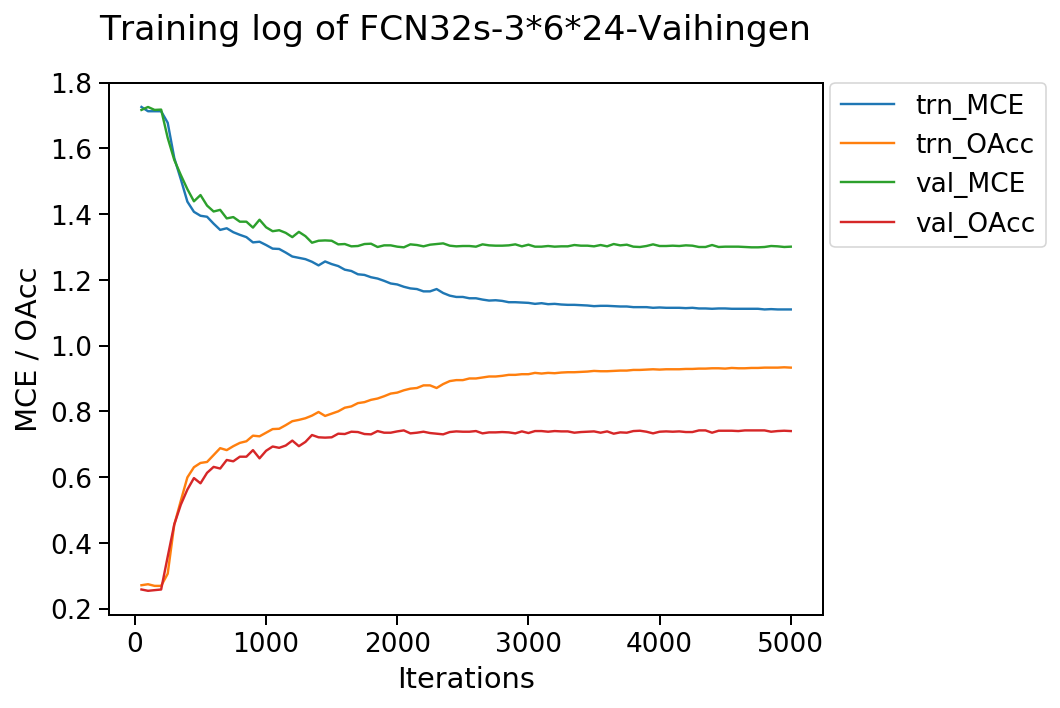 Training log of FCN32s-3*6*24-Vaihingen
1.8
1.6
1.4
1.2
1.0
0.8
0.6
0.4
0.2
MCE / OAcc
0 1000 2000 3000 4000 5000
Iterations
trn_MCE
trn_OAcc
val_MCE
val_OAcc